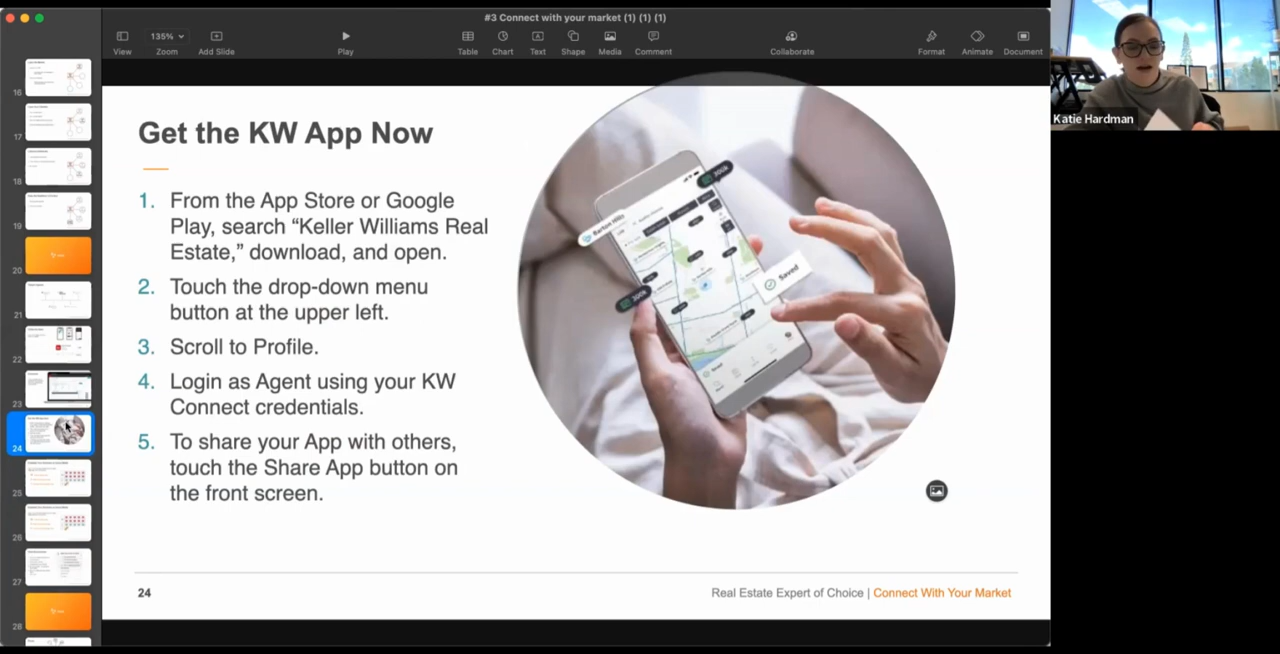 #3 Connect with your market (1) (1) (1)
135%
View
Zoom
Add Slide
Play
Table
Chart
Text
Shape
Media
Comment
Collaborate
Format
Animate
Document
Katie Hardman
16
17
18
19
20
21
22
23
24
25
26
27
28
Get the KW App Now
1. From the App Store or Google
Play, search “Keller Williams Real
Estate,” download, and open.
2. Touch the drop-down menu
button at the upper left.
3. Scroll to Profile.
4. Login as Agent using your KW
Connect credentials.
5. To share your App with others,
touch the Share App button on
the front screen.
300k
Barton Hills
Saved
300k
24
Real Estate Expert of Choice | Connect With Your Market